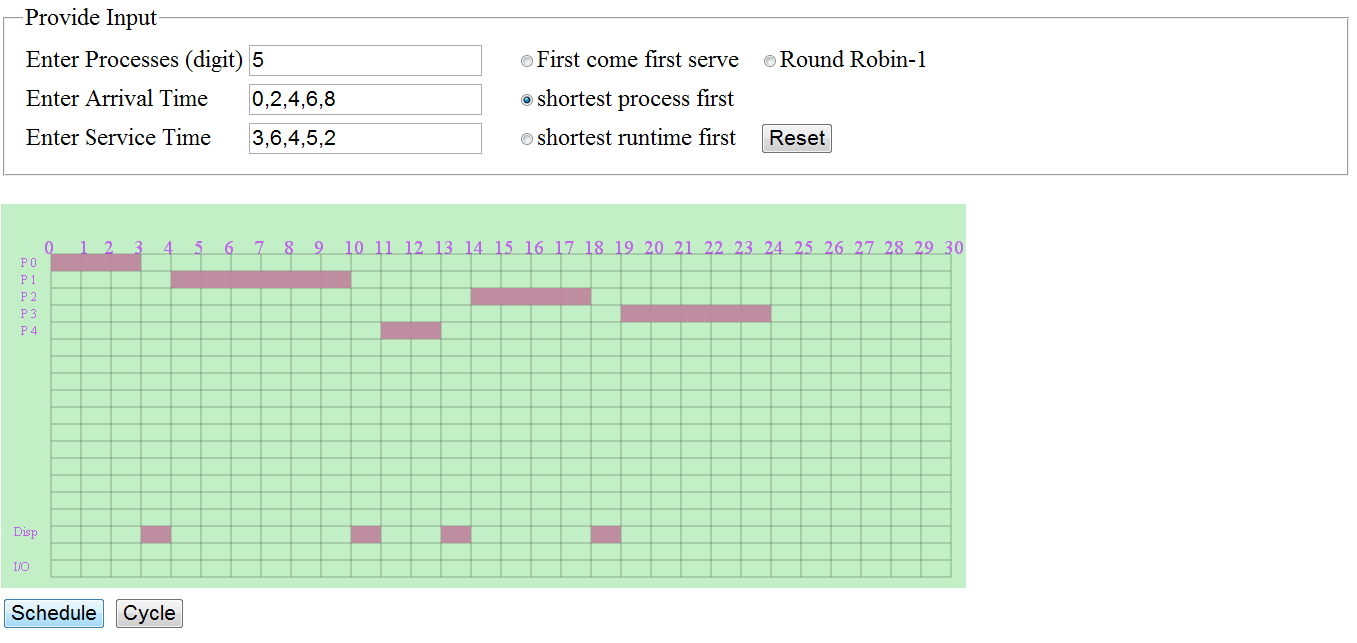 Provide Input
Enter Processes (digit) 5 First come first serve Round Robin-1
Enter Arrival Time 0,2,4,6,8 shortest process first
Enter Service Time 3,6,4,5,2 shortest runtime first Reset
0 1 2 3 4 5 6 7 8 9 10 11 12 13 14 15 16 17 18 19 20 21 22 23 24 25 26 27 28 29 30
P 0
P 1
P 2
P 3
P 4
Disp
I/O
Schedule Cycle